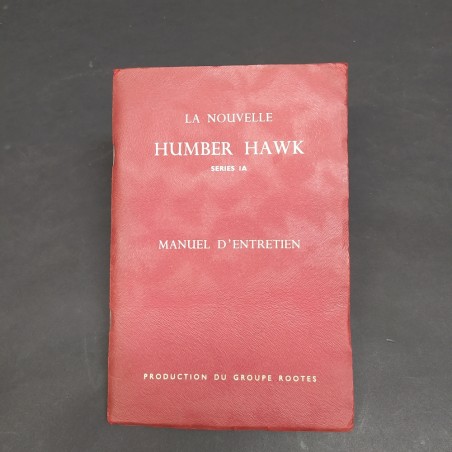 LA NOUVELLE
HUMBER HAWK
SERIES IA
MANUEL D'ENTRETIEN
PRODUCTION DU GROUPE ROOTES